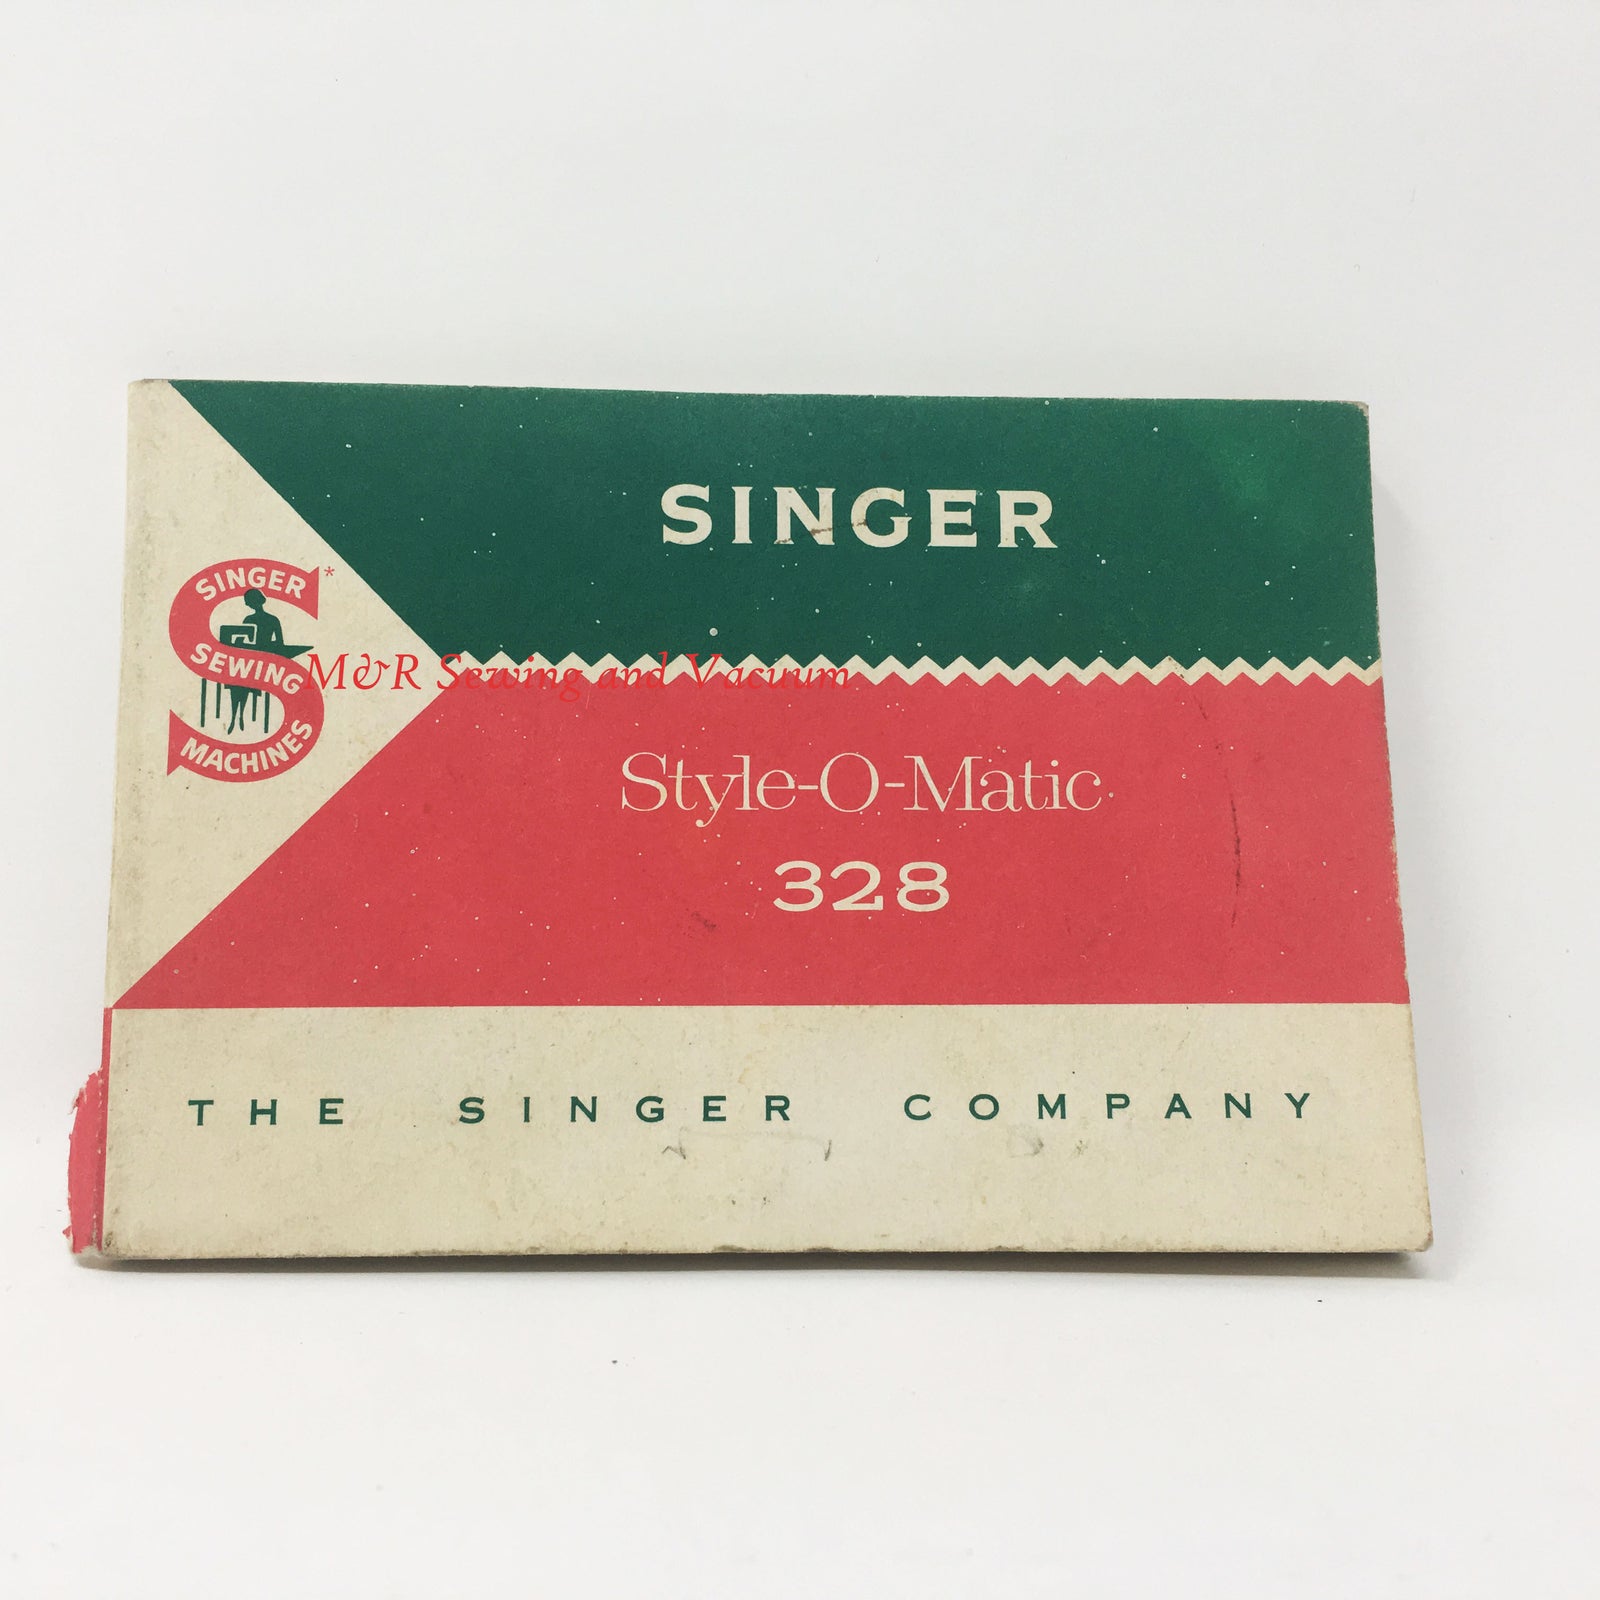 SINGER
SINGER*
SEWING
MACHINES
M&R Sewing and Vacuum
Style-O-Matic
328
THE SINGER COMPANY